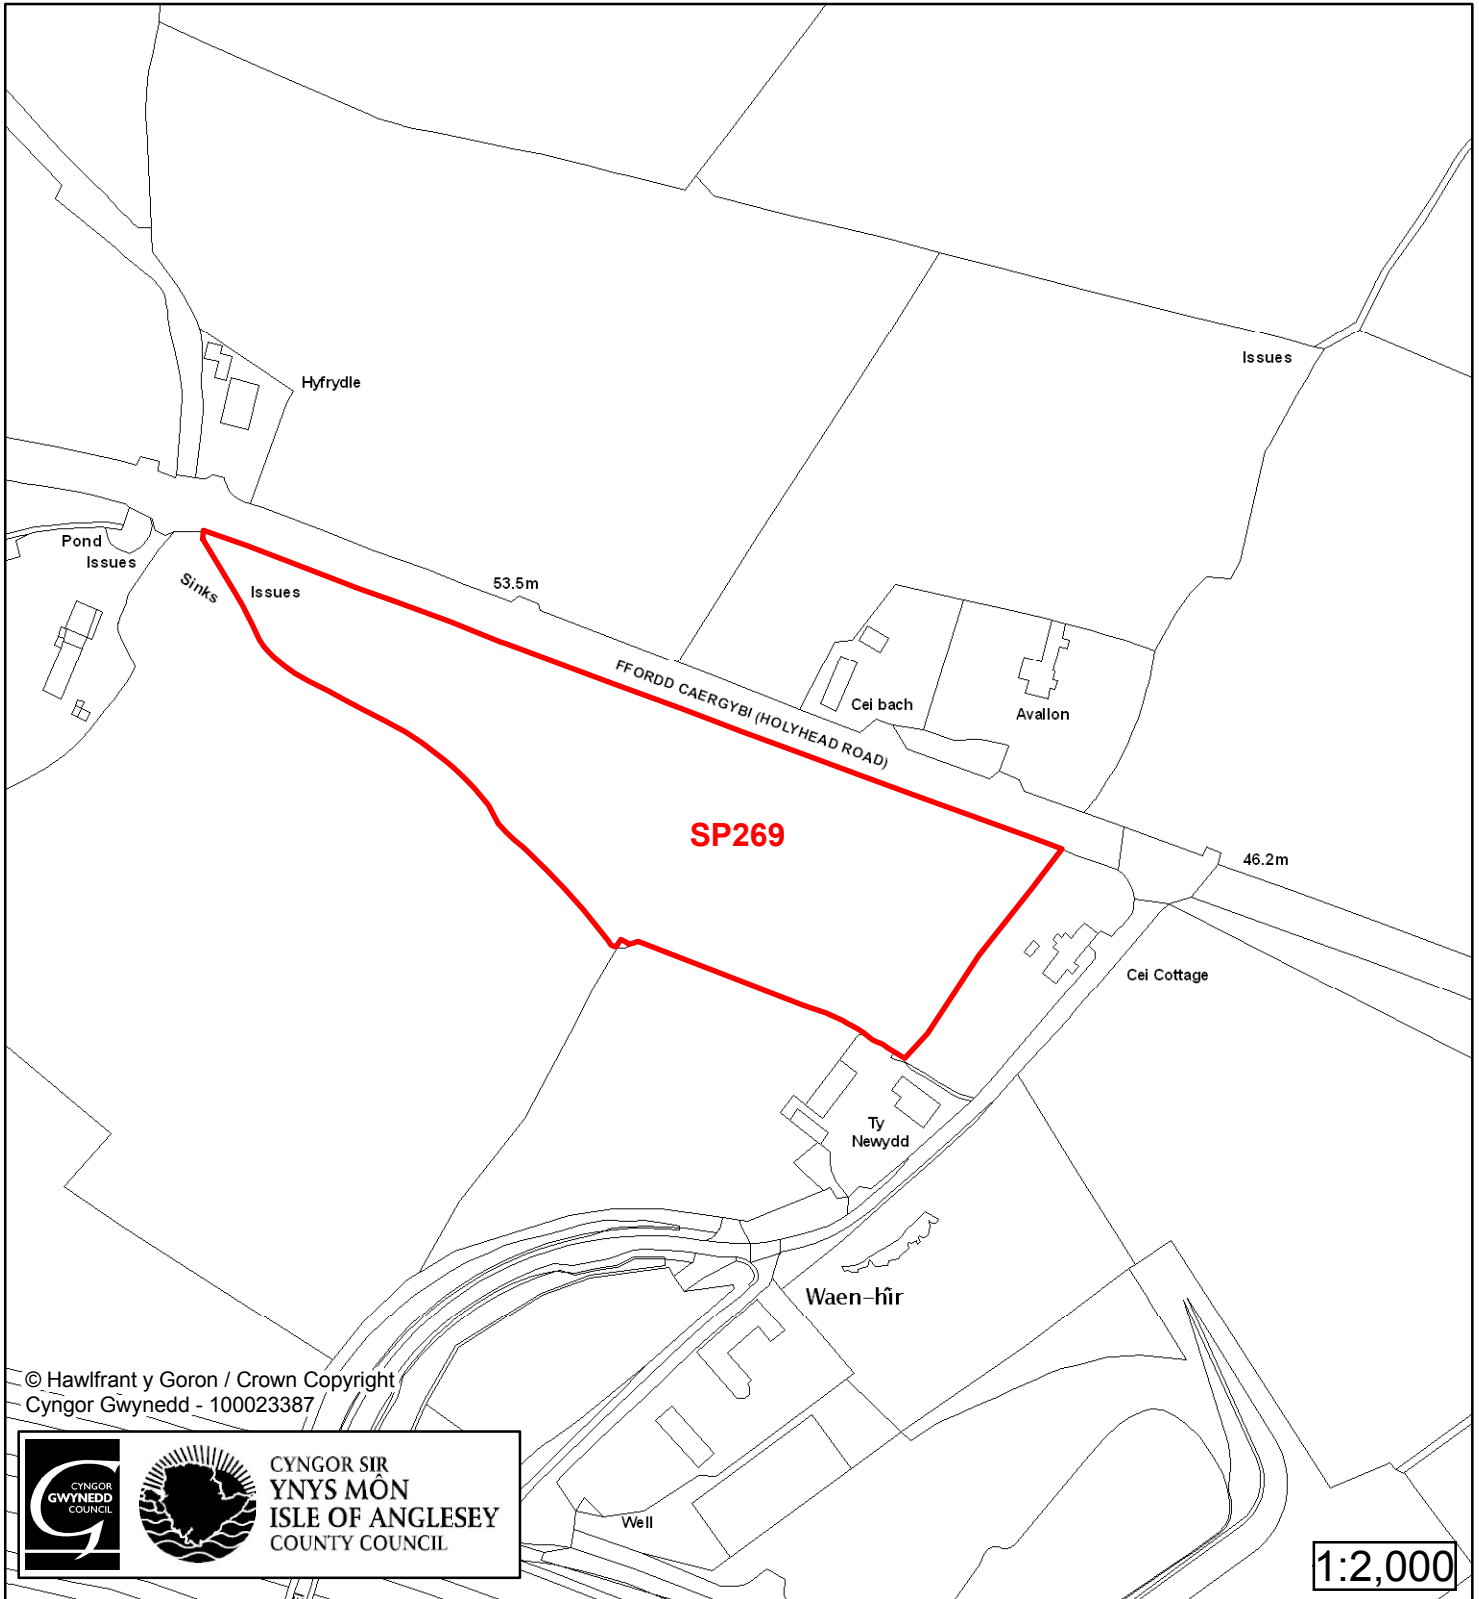 Issues
Hyfrydle
Pond
Issues
Sinks
Issues
53.5m
FFORDD CAERGYBI (HOLYHEAD ROAD)
Cei bach
Avallon
SP269
46.2m
Cei Cottage
Ty
Newydd
Waen-hîr
© Hawlfrant y Goron / Crown Copyright
Cyngor Gwynedd - 100023387
CYNGOR
GWYNEDD
COUNCIL
CYNGOR SIR
YNYS MÔN
ISLE OF ANGLESEY
COUNTY COUNCIL
Well
1:2,000